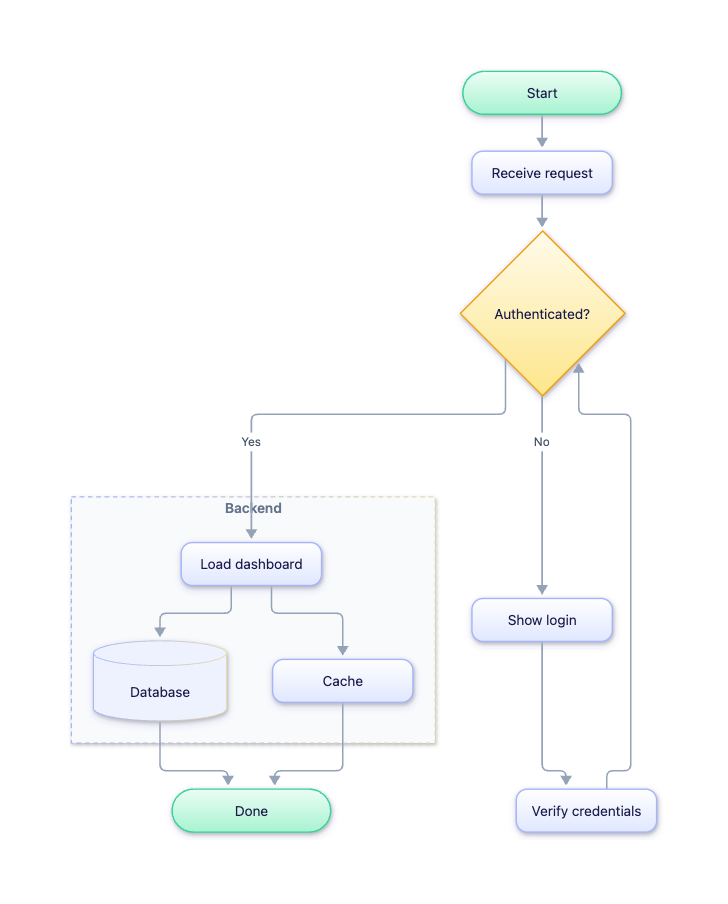 Start
Receive request
Authenticated?
Yes
No
Backend
Load dashboard
Show login
Database
Cache
Done
Verify credentials